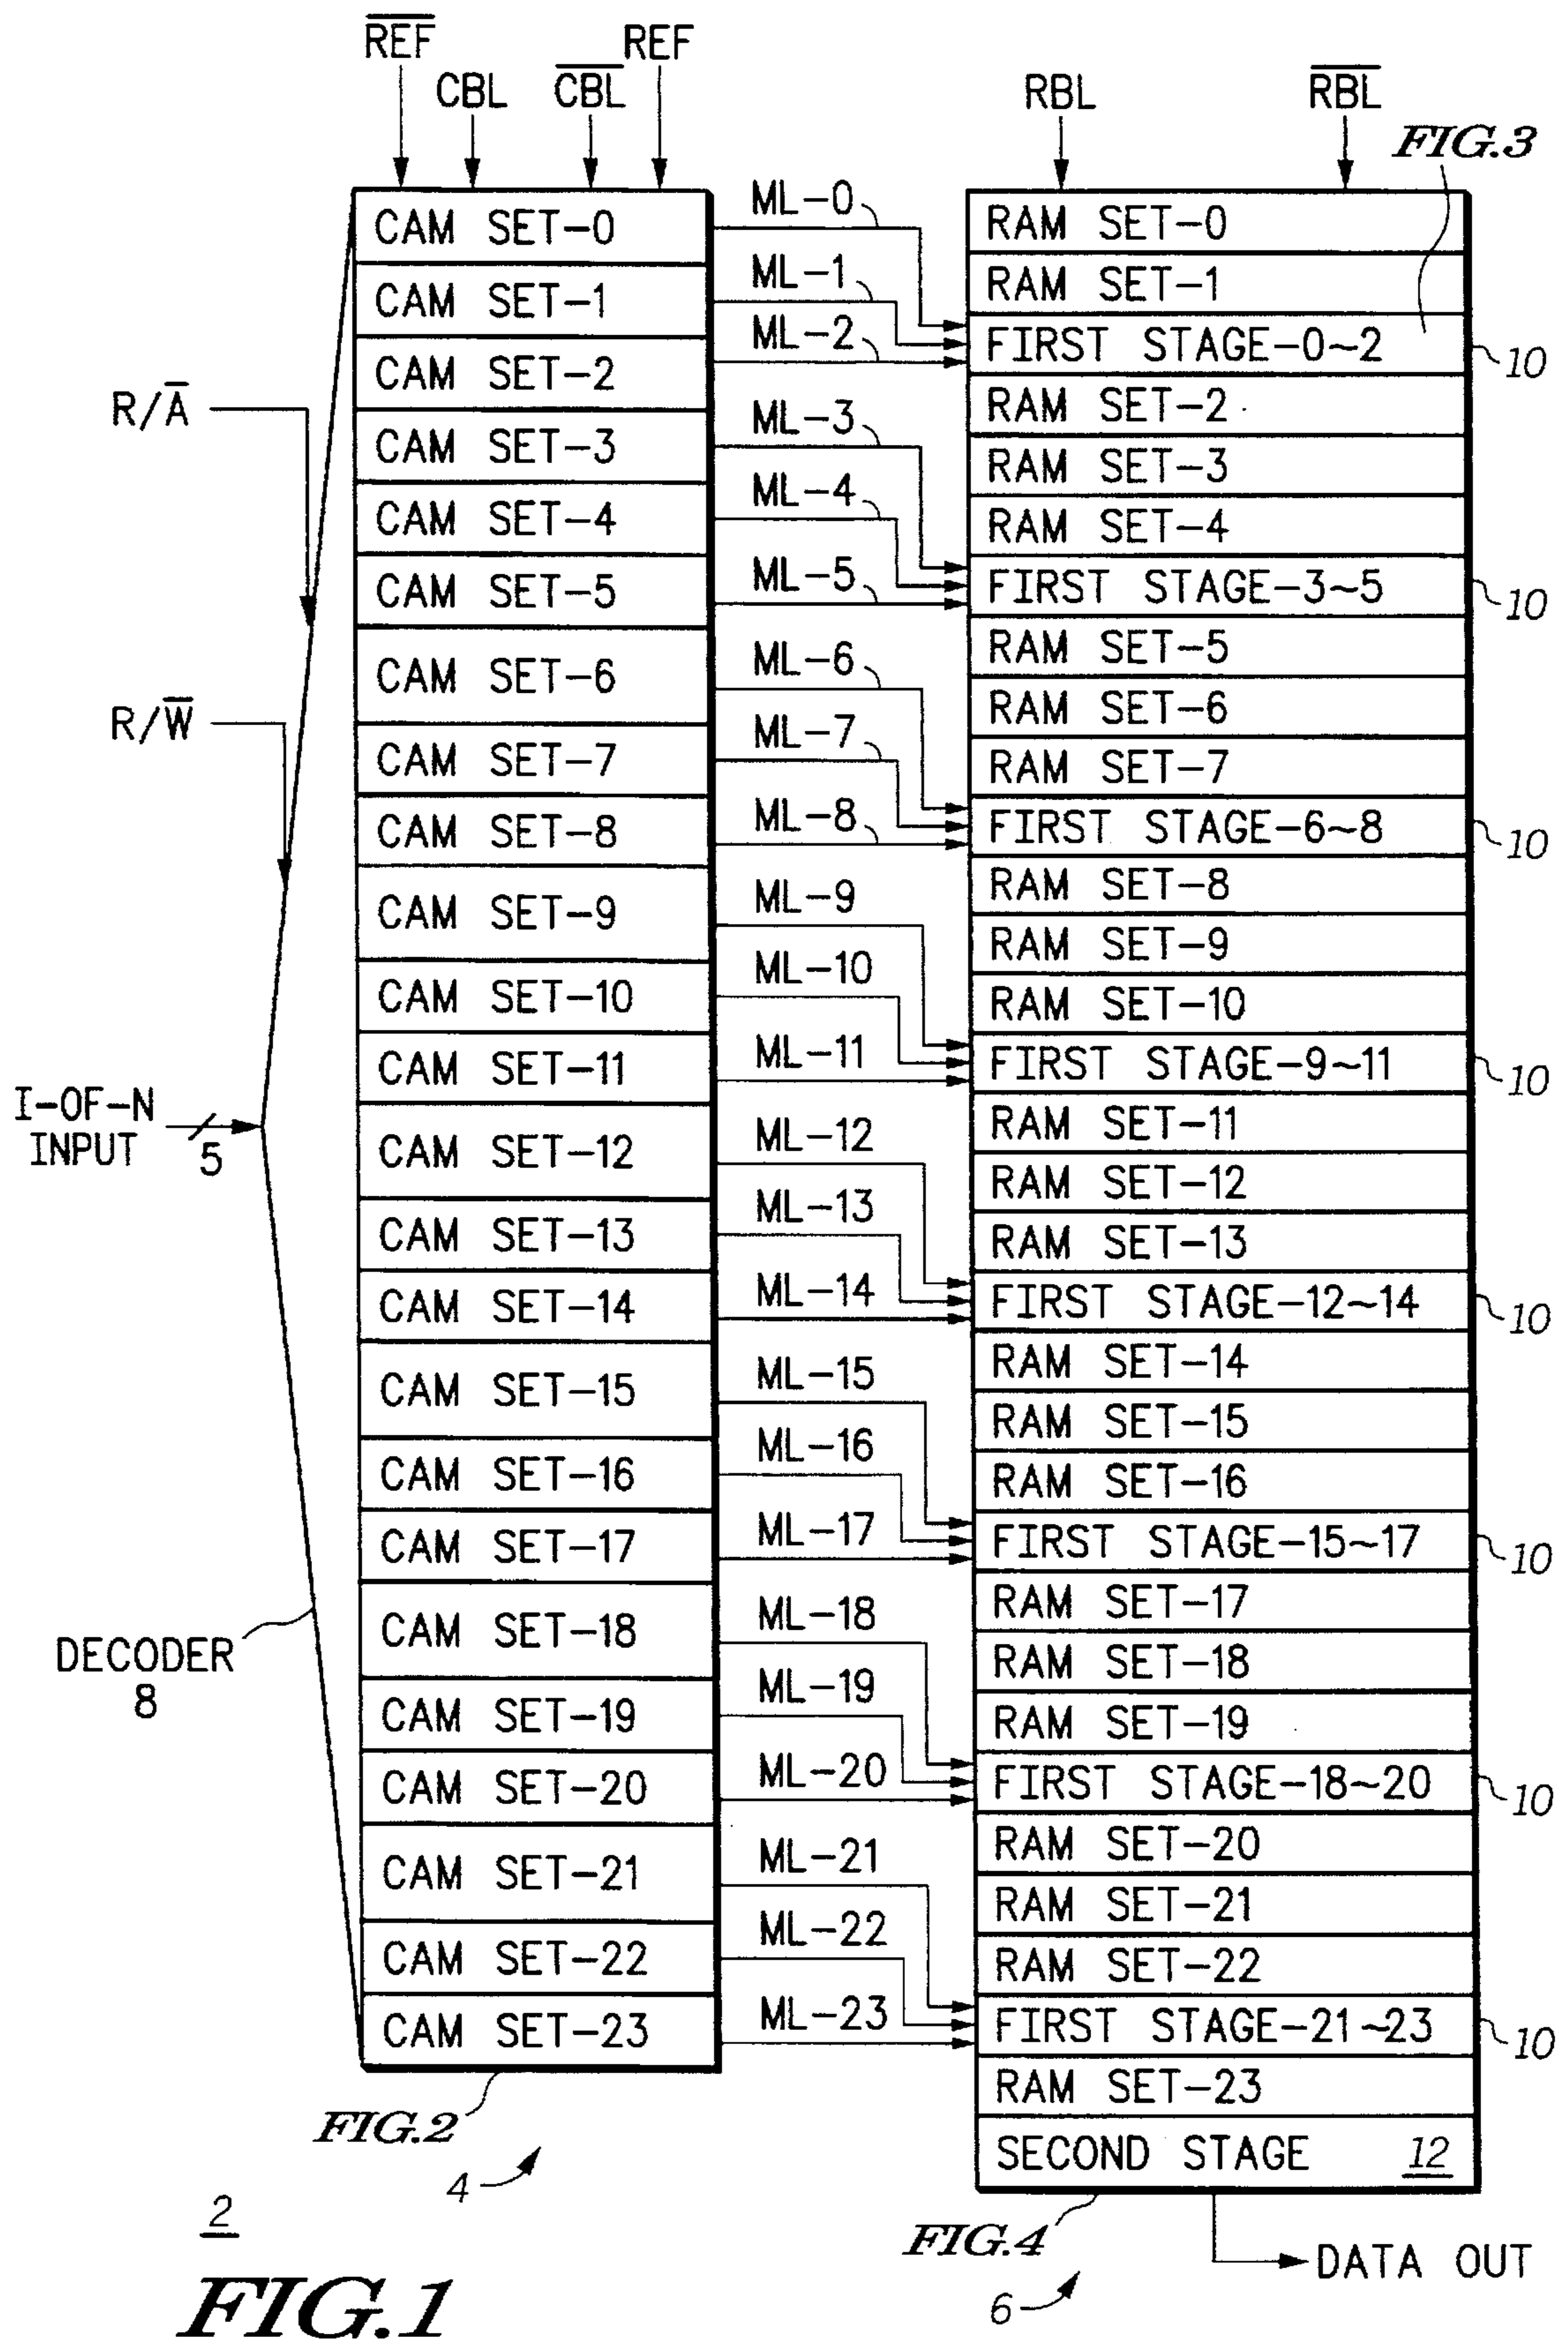 R̅E̅F̅ REF
CBL C̅B̅L̅ RBL R̅B̅L̅
FIG.3
CAM SET-0 ML-0 RAM SET-0
CAM SET-1 ML-1 RAM SET-1
CAM SET-2 ML-2 FIRST STAGE-0~2 10
R/A̅
CAM SET-3 ML-3 RAM SET-2
RAM SET-3
CAM SET-4 ML-4 RAM SET-4
CAM SET-5 ML-5 FIRST STAGE-3~5 10
RAM SET-5
CAM SET-6 ML-6 RAM SET-6
R/W̅
CAM SET-7 ML-7 RAM SET-7
CAM SET-8 ML-8 FIRST STAGE-6~8 10
RAM SET-8
CAM SET-9 ML-9 RAM SET-9
CAM SET-10 ML-10 RAM SET-10
CAM SET-11 ML-11 FIRST STAGE-9~11 10
I-OF-N
INPUT 5
RAM SET-11
CAM SET-12 ML-12 RAM SET-12
CAM SET-13 ML-13 RAM SET-13
CAM SET-14 ML-14 FIRST STAGE-12~14 10
RAM SET-14
CAM SET-15 ML-15 RAM SET-15
CAM SET-16 ML-16 RAM SET-16
CAM SET-17 ML-17 FIRST STAGE-15~17 10
RAM SET-17
CAM SET-18 ML-18 RAM SET-18
DECODER
8
CAM SET-19 ML-19 RAM SET-19
CAM SET-20 ML-20 FIRST STAGE-18~20 10
RAM SET-20
CAM SET-21 ML-21 RAM SET-21
CAM SET-22 ML-22 RAM SET-22
CAM SET-23 ML-23 FIRST STAGE-21~23 10
RAM SET-23
FIG.2
SECOND STAGE 12
4
2
FIG.4
DATA OUT
6
FIG.1